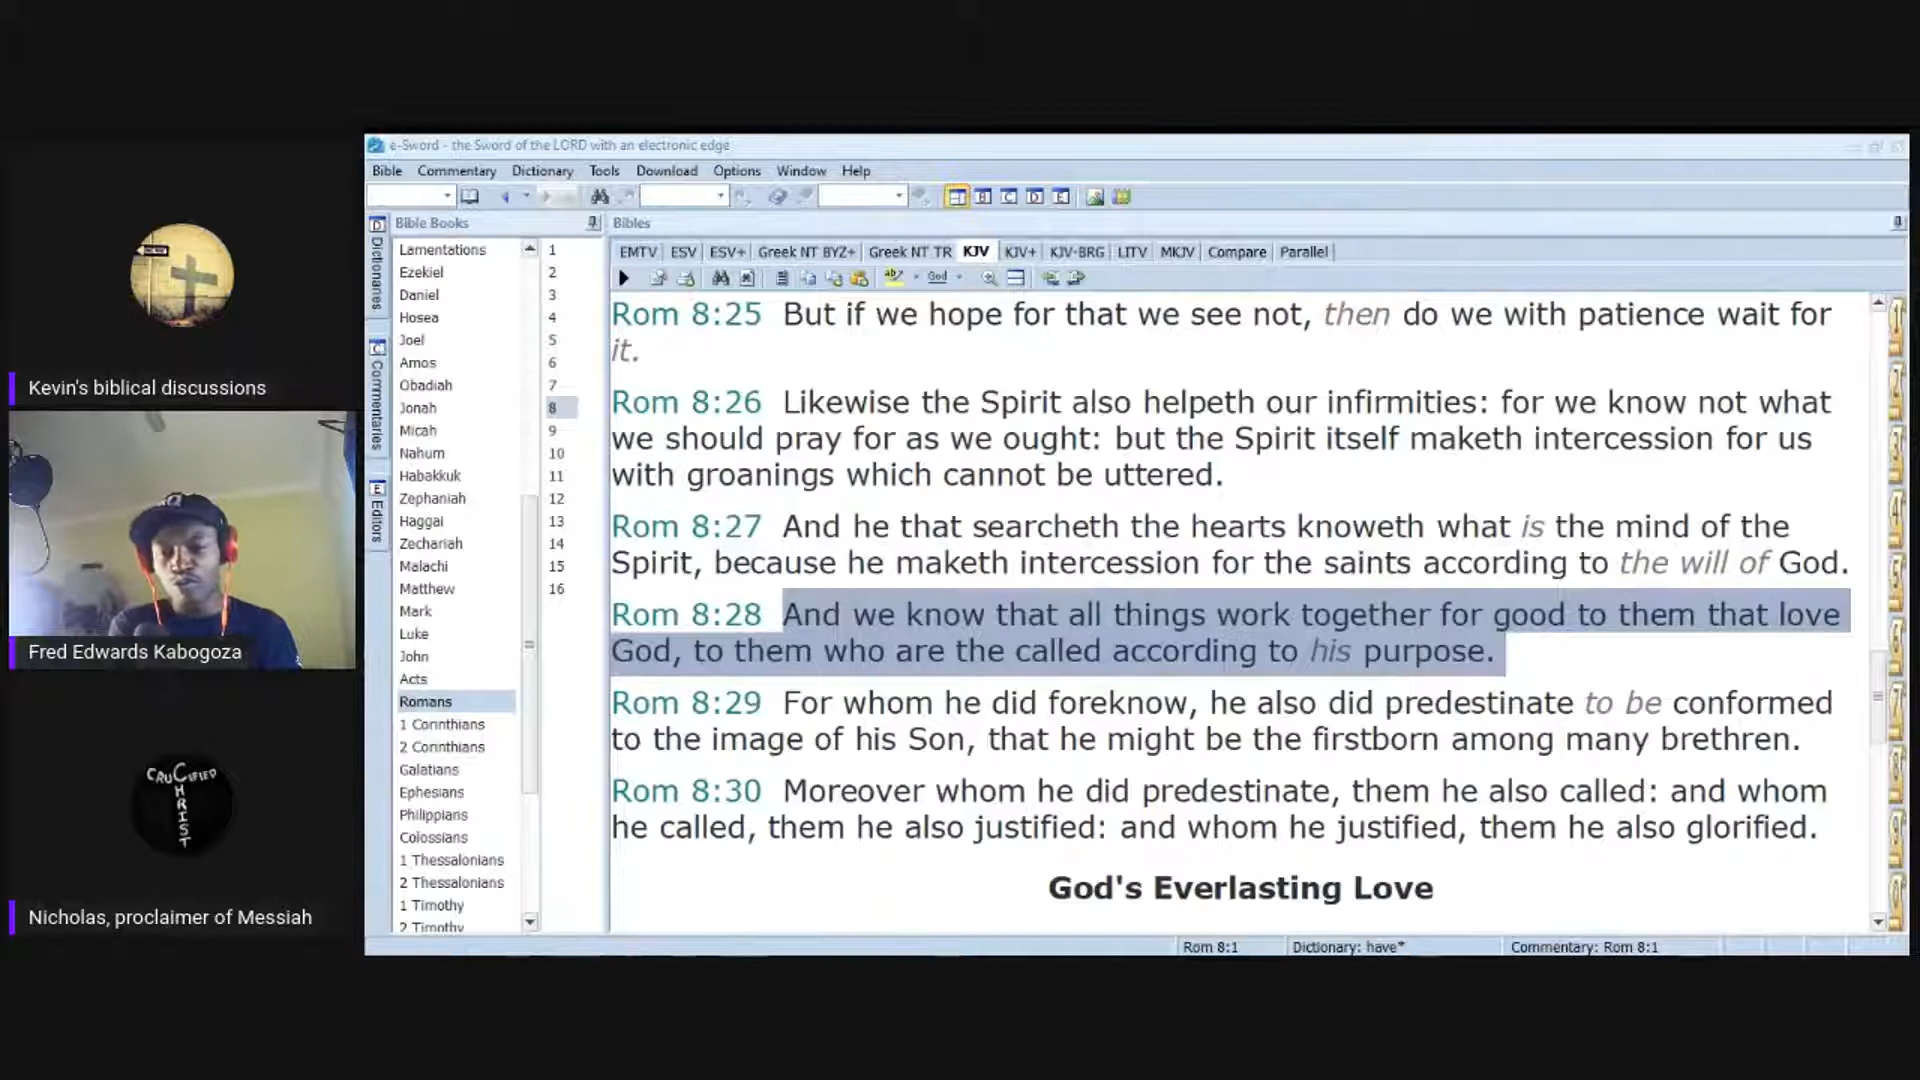 e-Sword - the Sword of the LORD with an electronic edge
Bible Commentary Dictionary Tools Download Options Window Help
Bible Books
Bibles
Dictionaries
Commentaries
Editors
Lamentations
Ezekiel
Daniel
Hosea
Joel
Amos
Obadiah
Jonah
Micah
Nahum
Habakkuk
Zephaniah
Haggai
Zechariah
Malachi
Matthew
Mark
Luke
John
Acts
Romans
1 Corinthians
2 Corinthians
Galatians
Ephesians
Philippians
Colossians
1 Thessalonians
2 Thessalonians
1 Timothy
2 Timothy
1
2
3
4
5
6
7
8
9
10
11
12
13
14
15
16
EMTV ESV ESV+ Greek NT BYZ+ Greek NT TR KJV KJV+ KJV-BRG LITV MKJV Compare Parallel
Rom 8:25 But if we hope for that we see not, then do we with patience wait for
it.
Rom 8:26 Likewise the Spirit also helpeth our infirmities: for we know not what
we should pray for as we ought: but the Spirit itself maketh intercession for us
with groanings which cannot be uttered.
Rom 8:27 And he that searcheth the hearts knoweth what is the mind of the
Spirit, because he maketh intercession for the saints according to the will of God.
Rom 8:28 And we know that all things work together for good to them that love
God, to them who are the called according to his purpose.
Rom 8:29 For whom he did foreknow, he also did predestinate to be conformed
to the image of his Son, that he might be the firstborn among many brethren.
Rom 8:30 Moreover whom he did predestinate, them he also called: and whom
he called, them he also justified: and whom he justified, them he also glorified.
God's Everlasting Love
Rom 8:1 Dictionary: have* Commentary: Rom 8:1
Kevin's biblical discussions
Fred Edwards Kabogoza
CRUCIFIED
CHRIST
Nicholas, proclaimer of Messiah